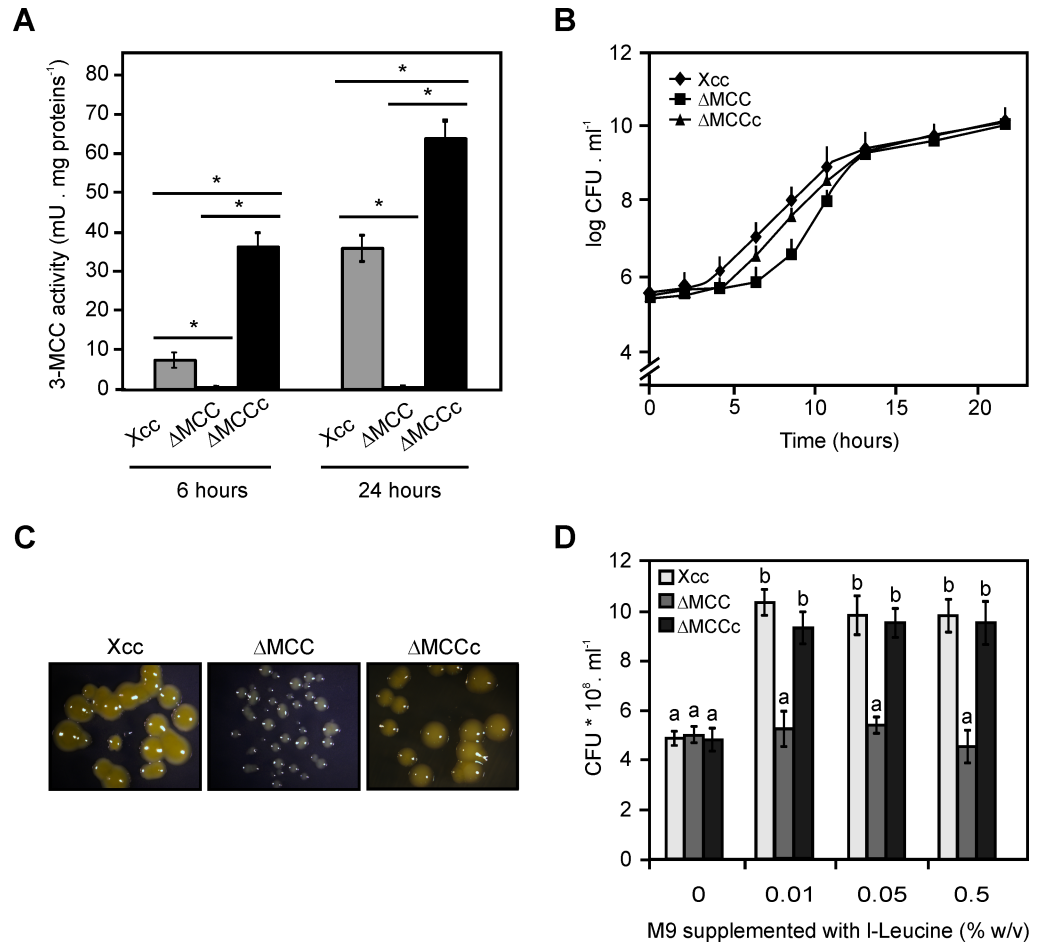 A
3-MCC activity (mU . mg proteins⁻¹)
80
70
60
50
40
30
20
10
0
*
*
*
*
*
*
Xcc
ΔMCC
ΔMCCc
Xcc
ΔMCC
ΔMCCc
6 hours
24 hours
B
log CFU . ml⁻¹
12
10
8
6
4
Xcc
ΔMCC
ΔMCCc
0
5
10
15
20
Time (hours)
C
Xcc
ΔMCC
ΔMCCc
D
CFU * 10⁸. ml⁻¹
12
10
8
6
4
2
0
Xcc
ΔMCC
ΔMCCc
a a a
b
a
b
b
a
b
b
a
b
0
0.01
0.05
0.5
M9 supplemented with l-Leucine (% w/v)